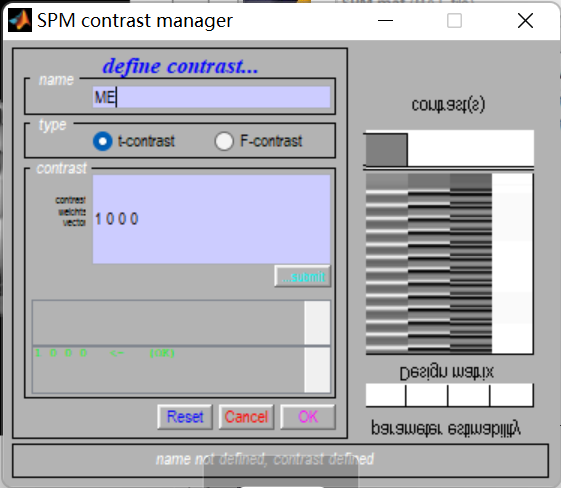 SPM contrast manager
define contrast...
name
ME
type
t-contrast
F-contrast
contrast
contrast
weights
vector
1 0 0 0
...submit
1 0 0 0 <- !(OK)
Reset
Cancel
OK
name not defined, contrast defined
contrast(s)
Design matrix
parameter estimability